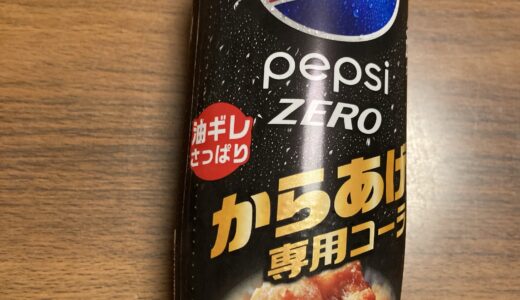 pepsi
ZERO
油ギレ
さっぱり
からあげ
専用コーラ